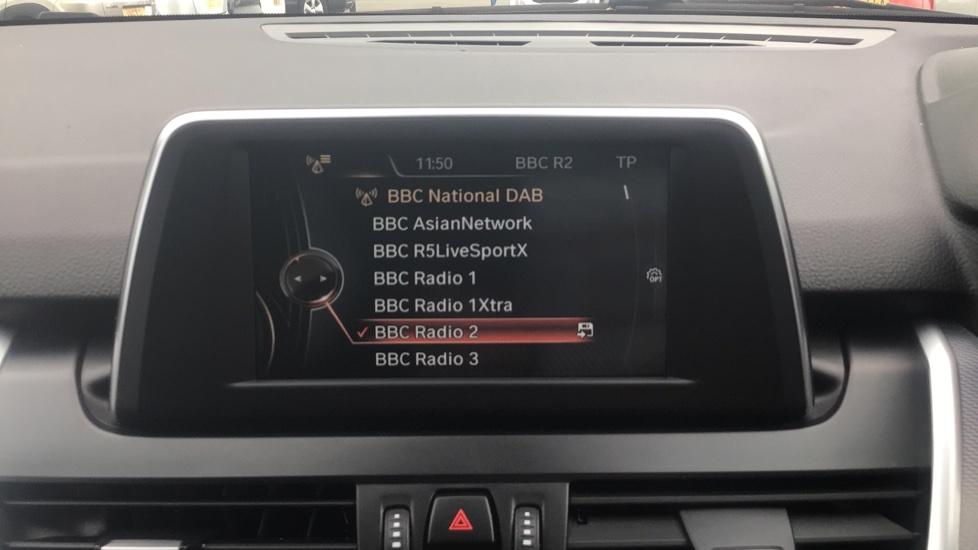 11:50 BBC R2 TP
BBC National DAB
BBC AsianNetwork
BBC R5LiveSportX
BBC Radio 1
OPT
BBC Radio 1Xtra
BBC Radio 2
BBC Radio 3